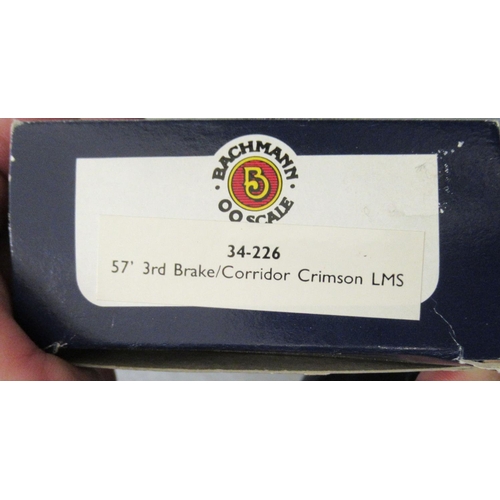 BACHMANN
B
OO SCALE
34-226
57' 3rd Brake/Corridor Crimson LMS